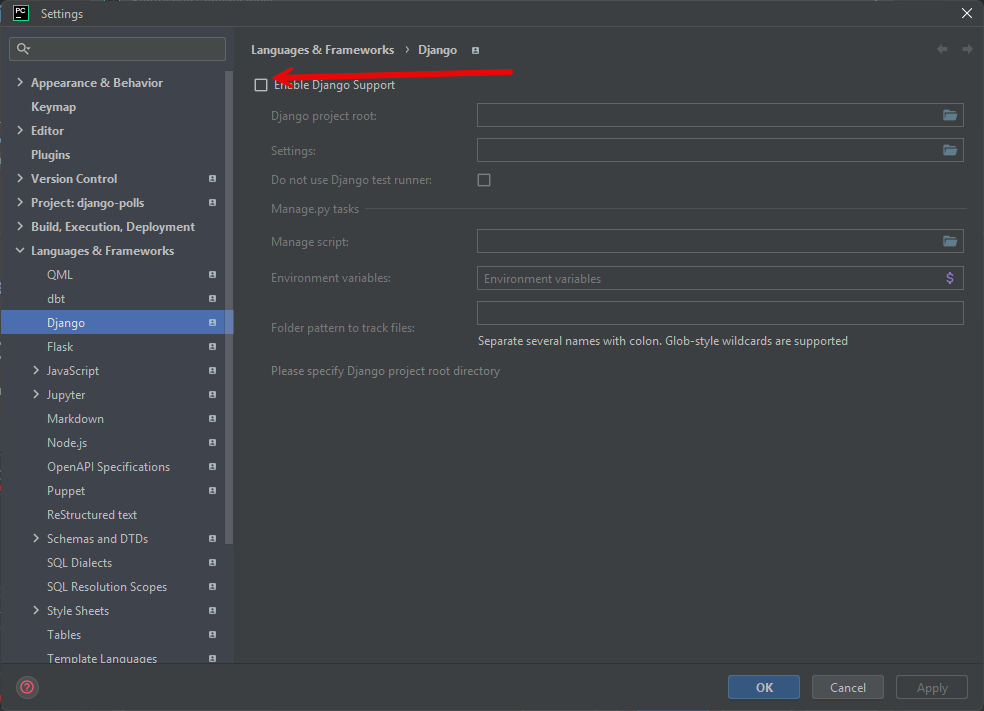 PC
Settings
Languages & Frameworks › Django
Appearance & Behavior
Keymap
Editor
Plugins
Version Control
Project: django-polls
Build, Execution, Deployment
Languages & Frameworks
QML
dbt
Django
Flask
JavaScript
Jupyter
Markdown
Node.js
OpenAPI Specifications
Puppet
ReStructured text
Schemas and DTDs
SQL Dialects
SQL Resolution Scopes
Style Sheets
Tables
Template Languages
Enable Django Support
Django project root:
Settings:
Do not use Django test runner:
Manage.py tasks
Manage script:
Environment variables:
Environment variables $
Folder pattern to track files:
Separate several names with colon. Glob-style wildcards are supported
Please specify Django project root directory
?
OK
Cancel
Apply